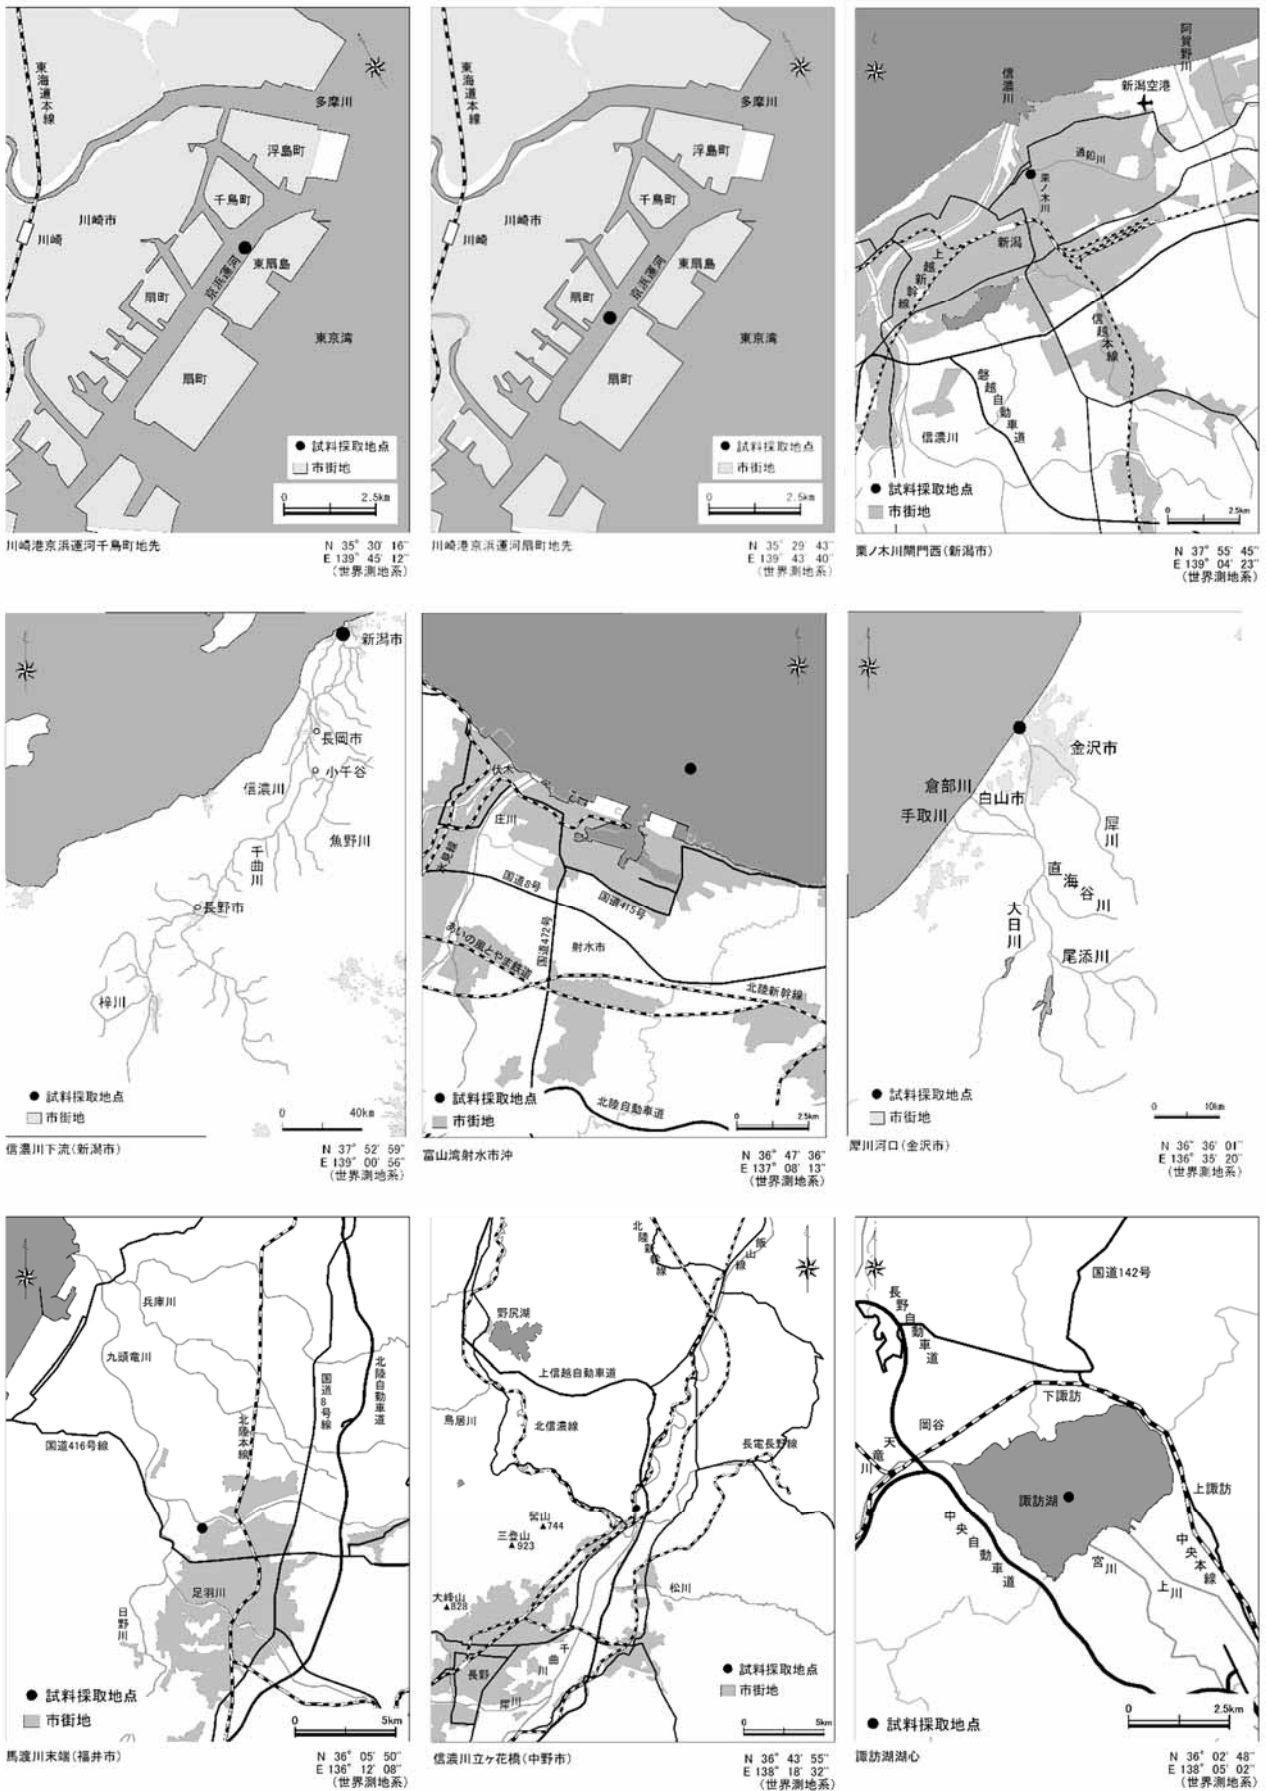 東海道本線
多摩川
浮島町
千鳥町
川崎市
川崎
東扇島
京浜運河
扇町
東京湾
扇町
● 試料採取地点
市街地
0 2.5km
川崎港京浜運河千鳥町地先
N 35° 30′ 16″
E 139° 45′ 12″
(世界測地系)
東海道本線
多摩川
浮島町
千鳥町
川崎市
川崎
東扇島
京浜運河
扇町
東京湾
扇町
● 試料採取地点
市街地
0 2.5km
川崎港京浜運河扇町地先
N 35° 29′ 43″
E 139° 43′ 40″
(世界測地系)
阿賀野川
信濃川
新潟空港
通船川
栗ノ木川
新潟
上越新幹線
信越本線
磐越自動車道
信濃川
● 試料採取地点
市街地
0 2.5km
栗ノ木川閘門西(新潟市)
N 37° 55′ 45″
E 139° 04′ 23″
(世界測地系)
新潟市
長岡市
小千谷
信濃川
魚野川
千曲川
長野市
梓川
● 試料採取地点
市街地
0 40km
信濃川下流(新潟市)
N 37° 52′ 59″
E 139° 00′ 56″
(世界測地系)
伏木
庄川
氷見線
国道8号
国道415号
国道472号
射水市
あいの風とやま鉄道
北陸新幹線
北陸自動車道
● 試料採取地点
市街地
0 2.5km
富山湾射水市沖
N 36° 47′ 36″
E 137° 08′ 13″
(世界測地系)
金沢市
倉部川
白山市
手取川
犀川
直海谷川
大日川
尾添川
● 試料採取地点
市街地
0 10km
犀川河口(金沢市)
N 36° 36′ 01″
E 136° 35′ 20″
(世界測地系)
兵庫川
九頭竜川
北陸本線
国道8号線
北陸自動車道
国道416号線
足羽川
日野川
● 試料採取地点
市街地
0 5km
馬渡川末端(福井市)
N 36° 05′ 50″
E 136° 12′ 08″
(世界測地系)
北陸新幹線
飯山線
野尻湖
上信越自動車道
鳥居川
北信濃線
長電長野線
髻山
▲744
三登山
▲923
大峰山
▲828
松川
千曲川
長野
犀川
● 試料採取地点
市街地
0 5km
信濃川立ヶ花橋(中野市)
N 36° 43′ 55″
E 138° 18′ 32″
(世界測地系)
国道142号
長野自動車道
下諏訪
岡谷
天竜川
諏訪湖
上諏訪
中央自動車道
中央本線
宮川
上川
● 試料採取地点
0 2.5km
諏訪湖湖心
N 36° 02′ 48″
E 138° 05′ 02″
(世界測地系)